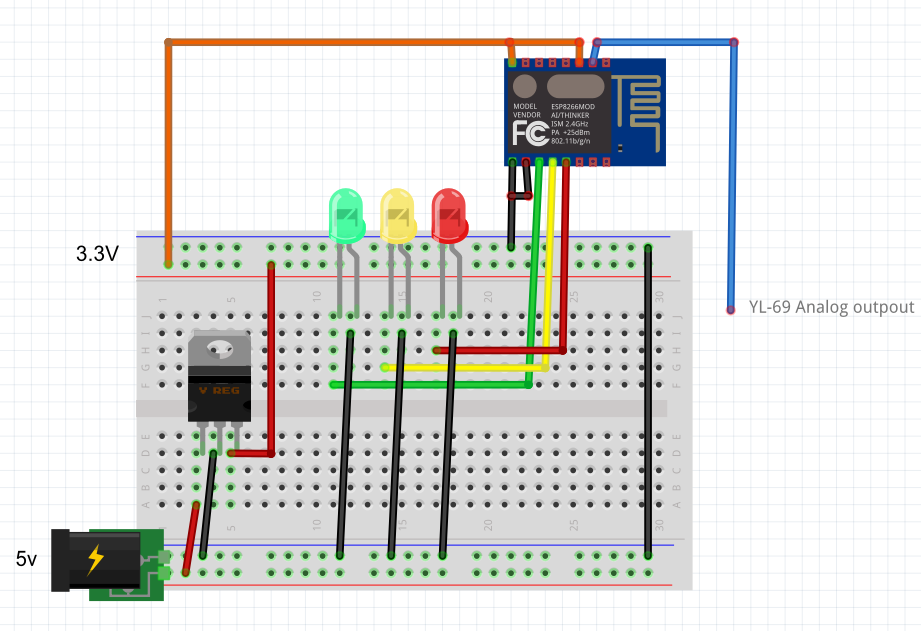 MODEL
VENDOR
FC
ESP8266MOD
AI/THINKER
ISM 2.4GHz
PA +25dBm
802.11b/g/n
3.3V
1 5 10 15 20 25 30
J J
I I
H H
G G
F F
YL-69 Analog outpout
V REG
E E
D D
C C
B B
A A
1 5 10 15 20 25 30
5v